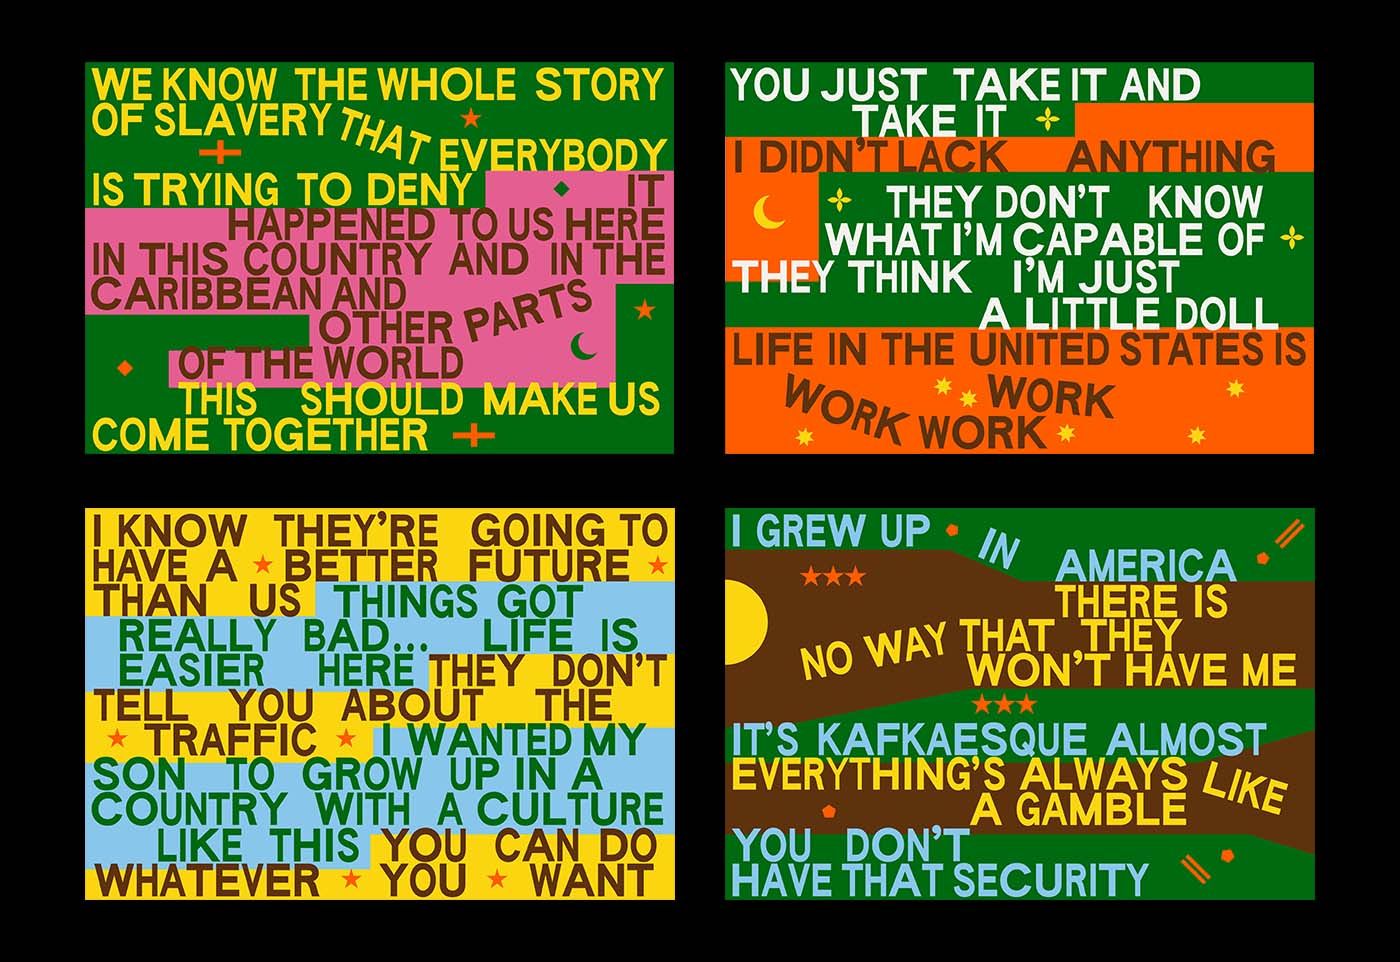 WE KNOW THE WHOLE STORY
OF SLAVERY THAT EVERYBODY
IS TRYING TO DENY IT
HAPPENED TO US HERE
IN THIS COUNTRY AND IN THE
CARIBBEAN AND
OTHER PARTS
OF THE WORLD
THIS SHOULD MAKE US
COME TOGETHER
YOU JUST TAKE IT AND
TAKE IT
I DIDN'T LACK ANYTHING
THEY DON'T KNOW
WHAT I'M CAPABLE OF
THEY THINK I'M JUST
A LITTLE DOLL
LIFE IN THE UNITED STATES IS
WORK WORK
WORK
I KNOW THEY'RE GOING TO
HAVE A BETTER FUTURE
THAN US THINGS GOT
REALLY BAD... LIFE IS
EASIER HERE THEY DON'T
TELL YOU ABOUT THE
TRAFFIC I WANTED MY
SON TO GROW UP IN A
COUNTRY WITH A CULTURE
LIKE THIS YOU CAN DO
WHATEVER YOU WANT
I GREW UP IN AMERICA
THERE IS
NO WAY THAT THEY
WON'T HAVE ME
IT'S KAFKAESQUE ALMOST
EVERYTHING'S ALWAYS LIKE
A GAMBLE
YOU DON'T
HAVE THAT SECURITY